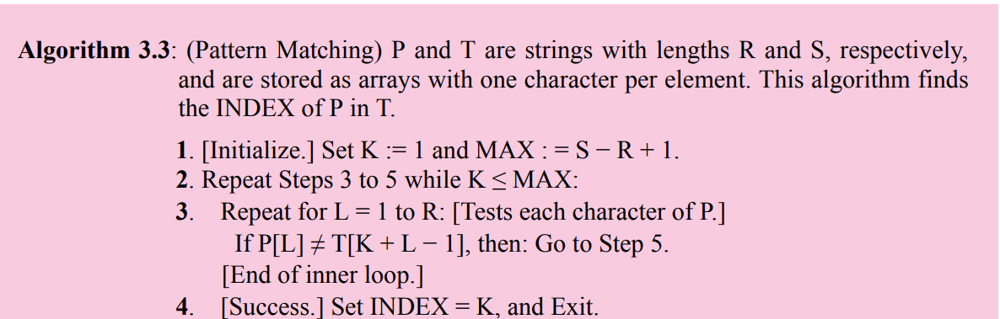 Algorithm 3.3: (Pattern Matching) P and T are strings with lengths R and S, respectively,
and are stored as arrays with one character per element. This algorithm finds
the INDEX of P in T.
1. [Initialize.] Set K := 1 and MAX : = S − R + 1.
2. Repeat Steps 3 to 5 while K ≤ MAX:
3. Repeat for L = 1 to R: [Tests each character of P.]
If P[L] ≠ T[K + L − 1], then: Go to Step 5.
[End of inner loop.]
4. [Success.] Set INDEX = K, and Exit.